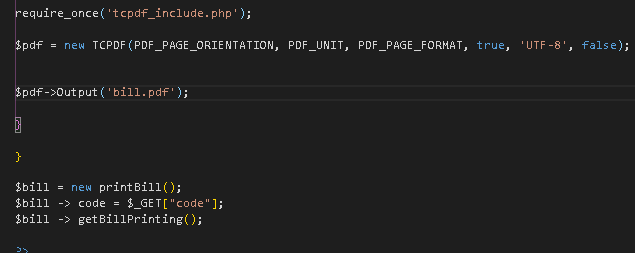 require_once('tcpdf_include.php');
$pdf = new TCPDF(PDF_PAGE_ORIENTATION, PDF_UNIT, PDF_PAGE_FORMAT, true, 'UTF-8', false);
$pdf->Output('bill.pdf');
}
}
$bill = new printBill();
$bill -> code = $_GET["code"];
$bill -> getBillPrinting();